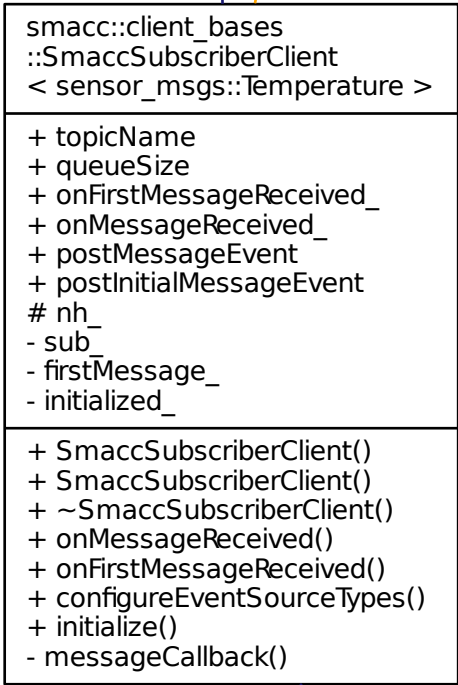 smacc::client_bases
::SmaccSubscriberClient
< sensor_msgs::Temperature >
+ topicName
+ queueSize
+ onFirstMessageReceived_
+ onMessageReceived_
+ postMessageEvent
+ postInitialMessageEvent
# nh_
- sub_
- firstMessage_
- initialized_
+ SmaccSubscriberClient()
+ SmaccSubscriberClient()
+ ~SmaccSubscriberClient()
+ onMessageReceived()
+ onFirstMessageReceived()
+ configureEventSourceTypes()
+ initialize()
- messageCallback()